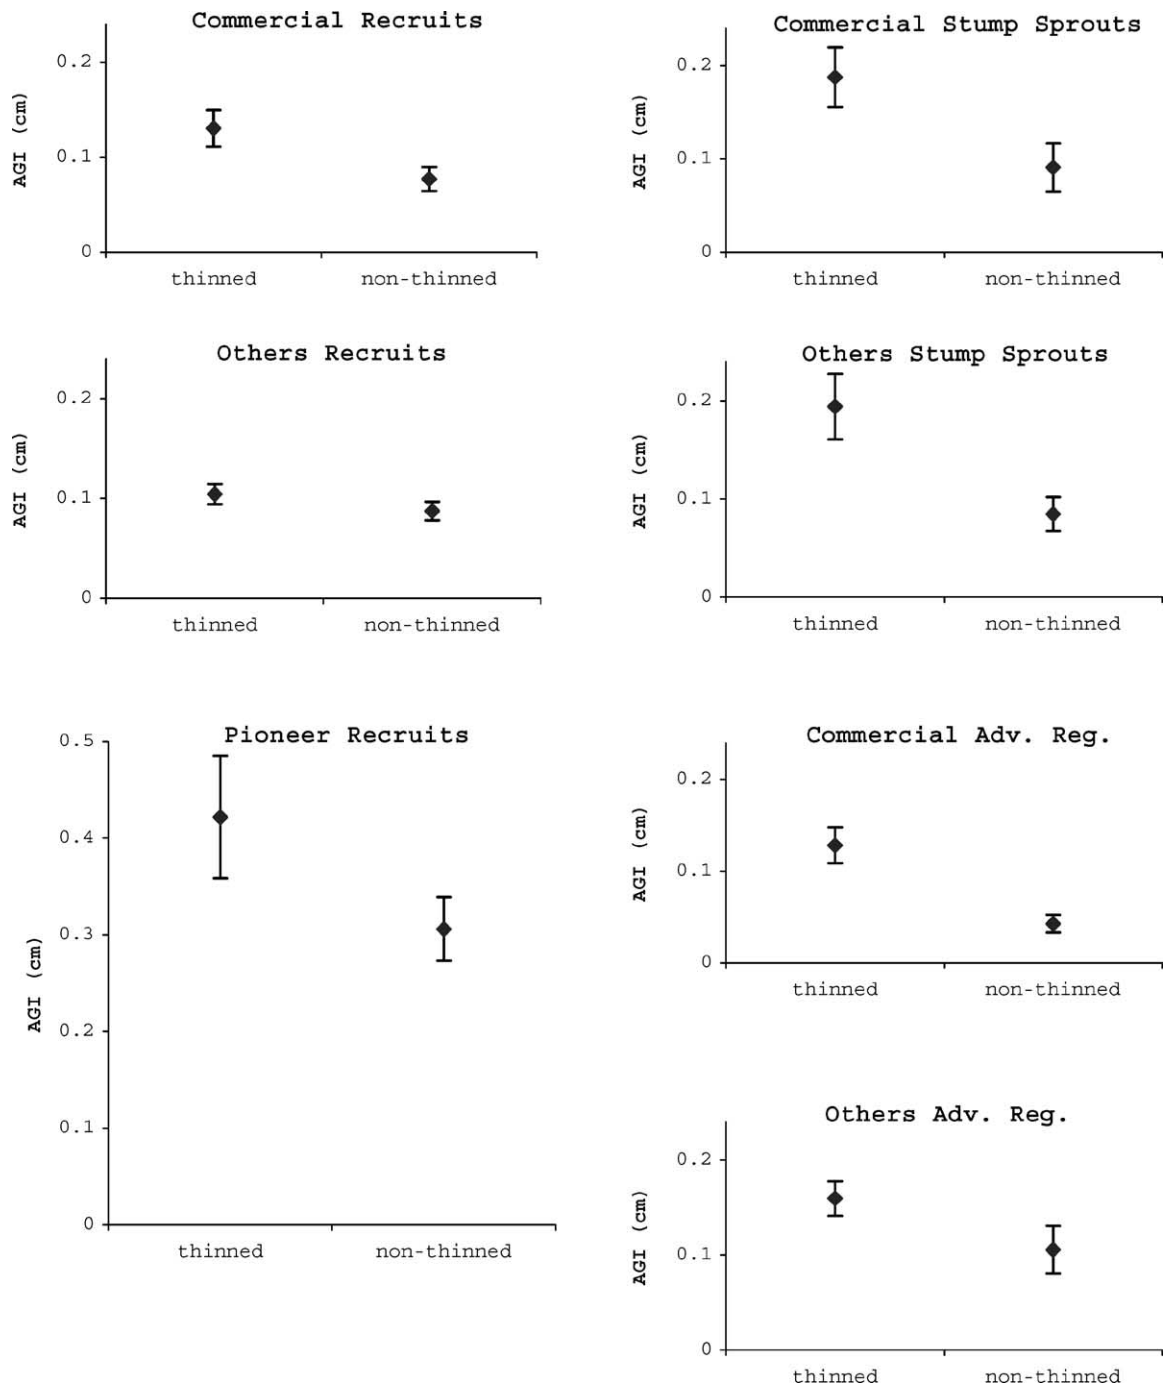 Commercial Recruits
0.2
0.1
0
AGI (cm)
thinned non-thinned
Commercial Stump Sprouts
0.2
0.1
0
AGI (cm)
thinned non-thinned
Others Recruits
0.2
0.1
0
AGI (cm)
thinned non-thinned
Others Stump Sprouts
0.2
0.1
0
AGI (cm)
thinned non-thinned
Pioneer Recruits
0.5
0.4
0.3
0.2
0.1
0
AGI (cm)
thinned non-thinned
Commercial Adv. Reg.
0.2
0.1
0
AGI (cm)
thinned non-thinned
Others Adv. Reg.
0.2
0.1
0
AGI (cm)
thinned non-thinned